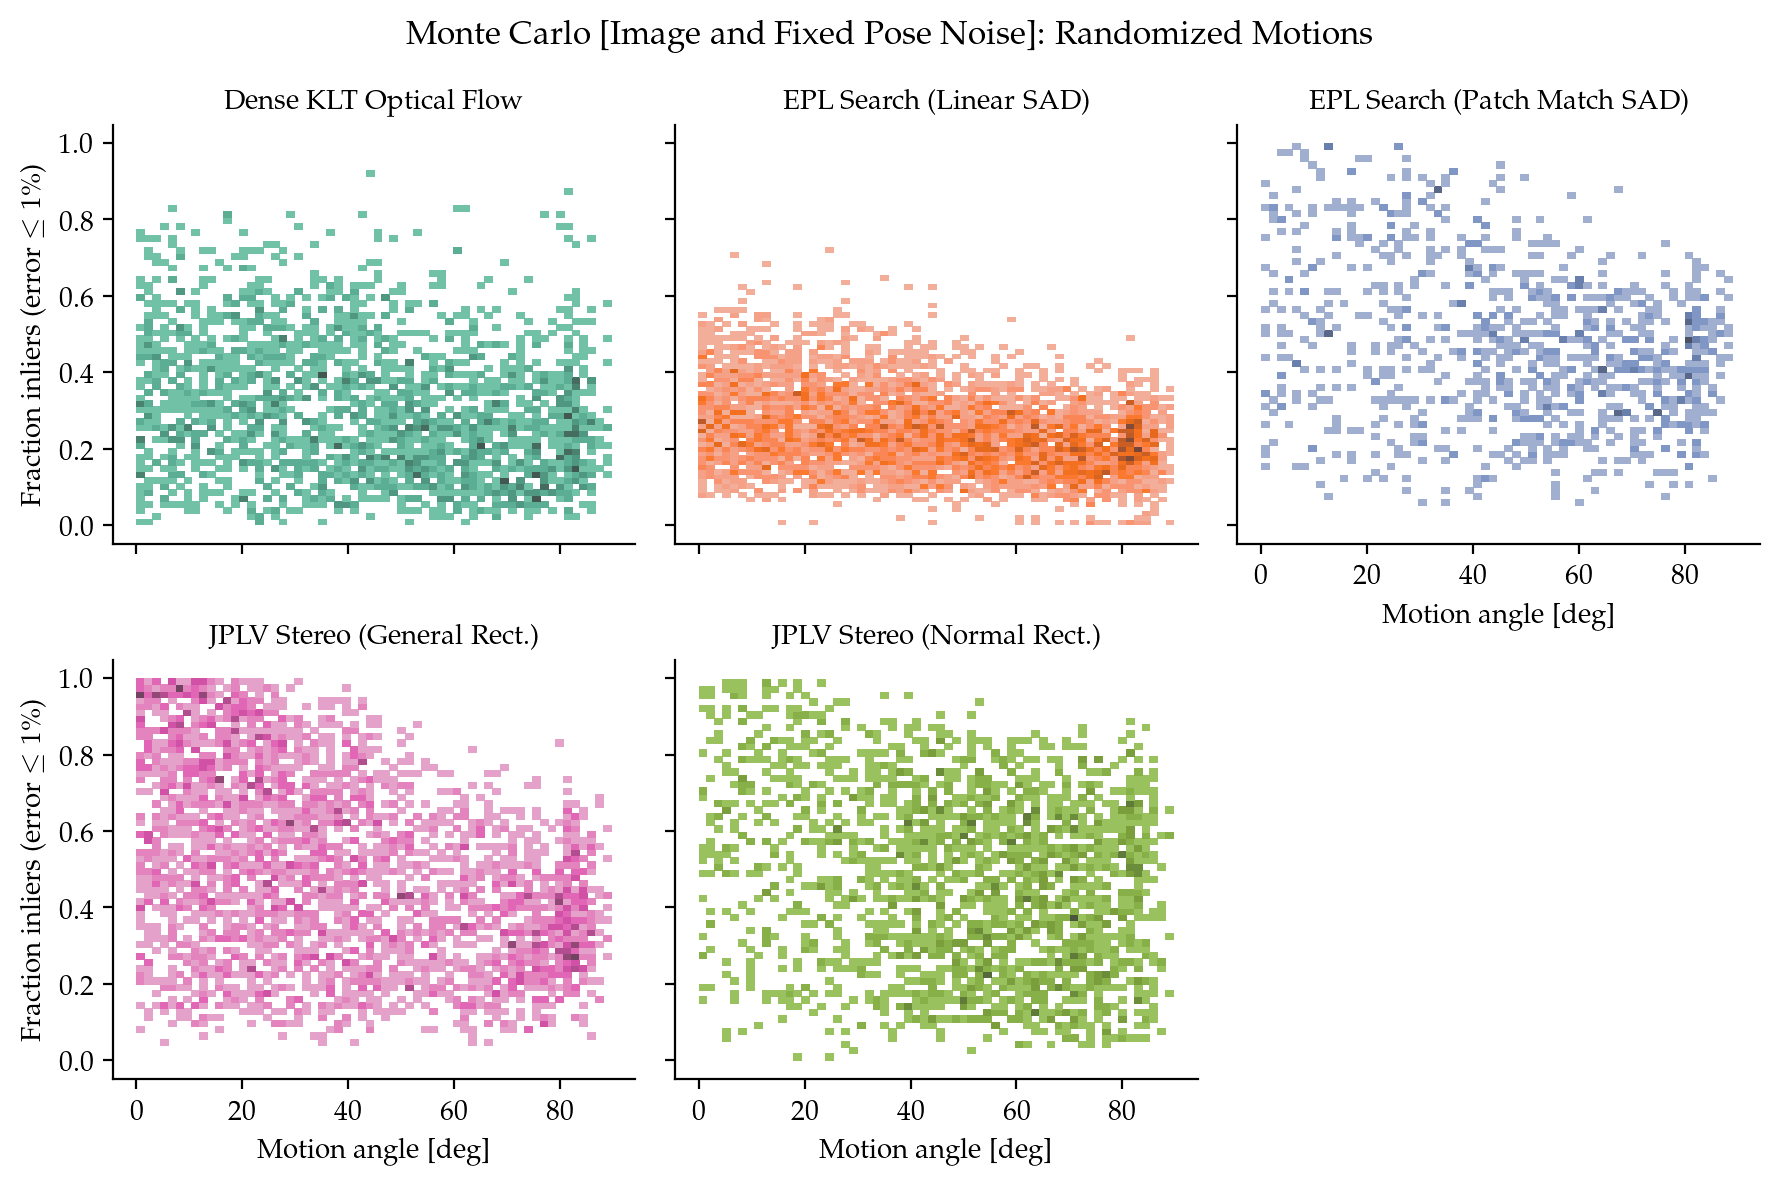 Monte Carlo [Image and Fixed Pose Noise]: Randomized Motions
Dense KLT Optical Flow
EPL Search (Linear SAD)
EPL Search (Patch Match SAD)
Fraction inliers (error ≤ 1%)
1.0
0.8
0.6
0.4
0.2
0.0
0 20 40 60 80
Motion angle [deg]
JPLV Stereo (General Rect.)
JPLV Stereo (Normal Rect.)
Fraction inliers (error ≤ 1%)
1.0
0.8
0.6
0.4
0.2
0.0
0 20 40 60 80
0 20 40 60 80
Motion angle [deg]
Motion angle [deg]